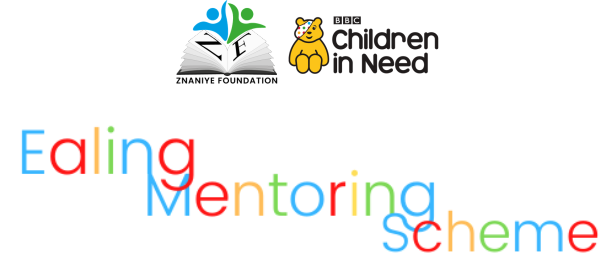 N F
ZNANIYE FOUNDATION
BBC
Children
in Need
Ealing
Mentoring
Scheme